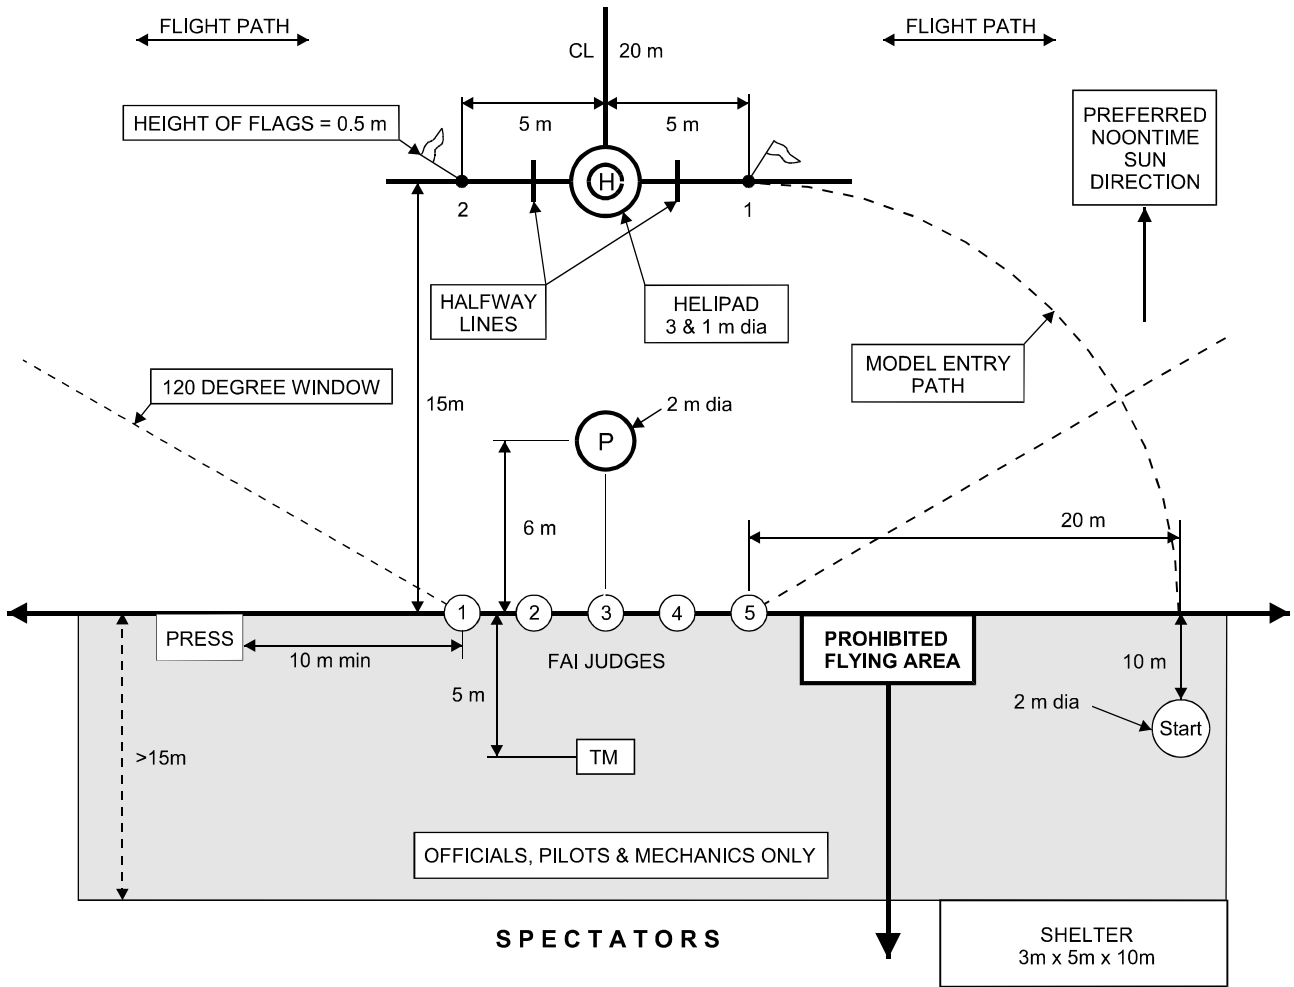 FLIGHT PATH
FLIGHT PATH
CL
20 m
HEIGHT OF FLAGS = 0.5 m
5 m
5 m
PREFERRED
NOONTIME
SUN
DIRECTION
H
2
1
HALFWAY
LINES
HELIPAD
3 & 1 m dia
MODEL ENTRY
PATH
120 DEGREE WINDOW
15m
2 m dia
P
6 m
20 m
1
2
3
4
5
PRESS
10 m min
FAI JUDGES
PROHIBITED
FLYING AREA
10 m
5 m
2 m dia
Start
>15m
TM
OFFICIALS, PILOTS & MECHANICS ONLY
SPECTATORS
SHELTER
3m x 5m x 10m